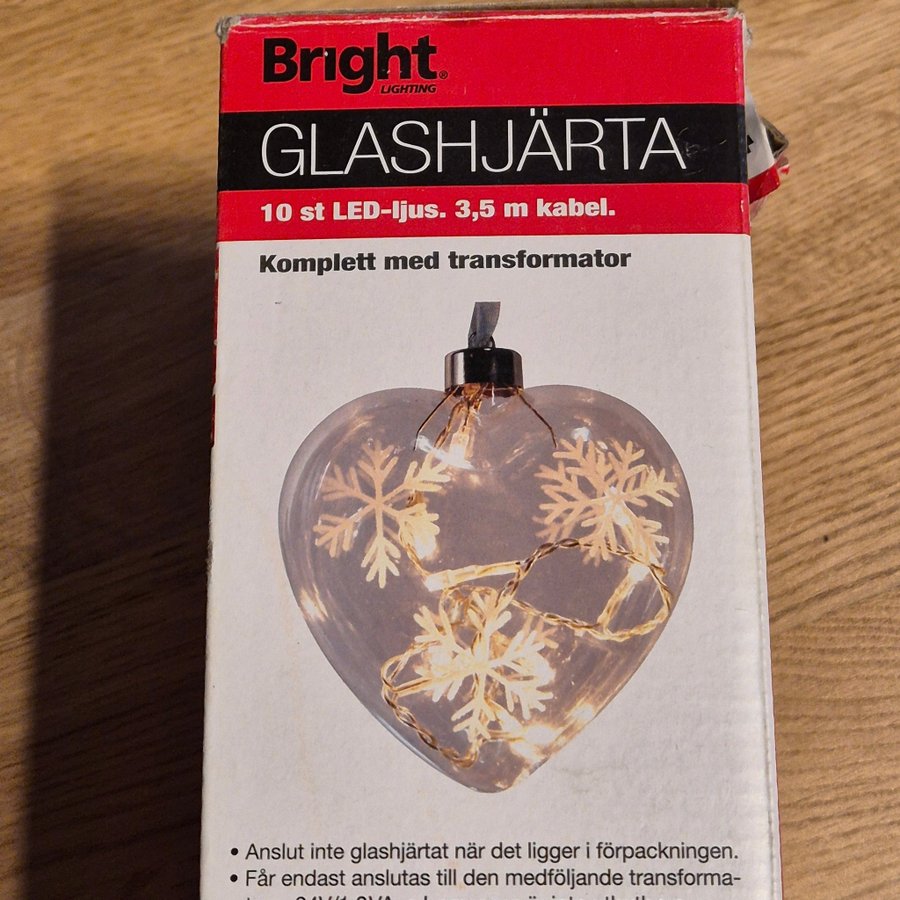 Bright®
LIGHTING
GLASHJÄRTA
10 st LED-ljus. 3,5 m kabel.
Komplett med transformator
• Anslut inte glashjärtat när det ligger i förpackningen.
• Får endast anslutas till den medföljande transforma-